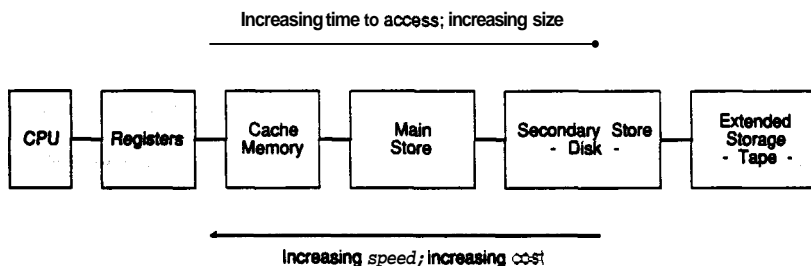 Increasing time to access; increasing size
CPU
Registers
Cache
Memory
Main
Store
Secondary Store
- Disk -
Extended
Storage
- Tape -
Increasing speed; increasing cost